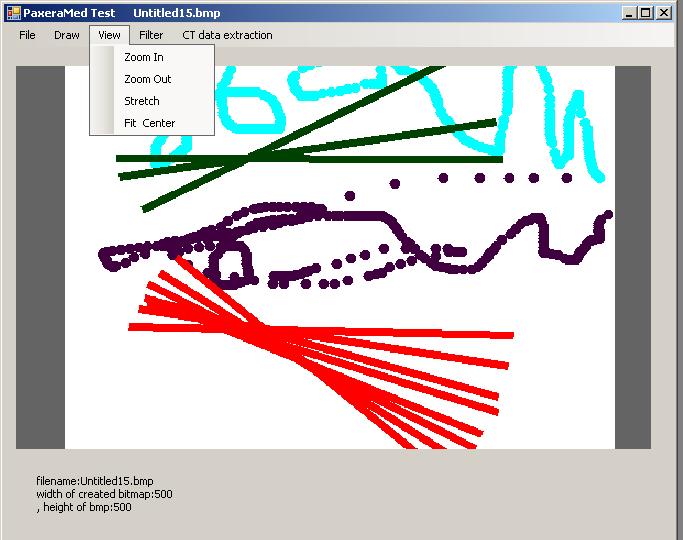 PaxeraMed Test Untitled15.bmp
File Draw View Filter CT data extraction
Zoom In
Zoom Out
Stretch
Fit Center
filename:Untitled15.bmp
width of created bitmap:500
, height of bmp:500